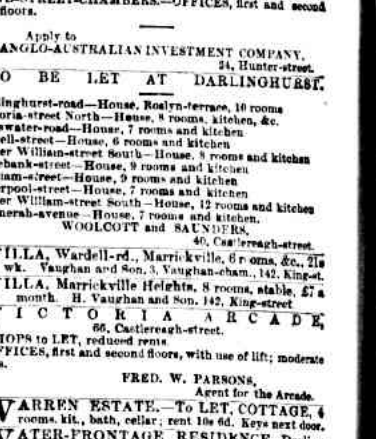 STREET-CHAMBERS.—OFFICES, first and second
floors.
Apply to
ANGLO-AUSTRALIAN INVESTMENT COMPANY,
34, Hunter-street.
O BE LET AT DARLINGHURST.
linghurst-road—House, Roslyn-terrace, 10 rooms
oria-street North—House, 8 rooms, kitchen, &c.
swater-road—House, 7 rooms and kitchen
ell-street—House, 6 rooms and kitchen
er William-street South—House, 8 rooms and kitchen
ebank-street—House, 9 rooms and kitchen
iam-street—House, 9 rooms and kitchen
erpool-street—House, 7 rooms and kitchen
er William-street South—House, 12 rooms and kitchen
nerah-avenue—House, 7 rooms and kitchen.
WOOLCOTT and SAUNDERS,
40, Castlereagh-street.
VILLA, Wardell-rd., Marrickville, 6 rooms, &c., 21s
wk. Vaughan and Son, 3, Vaughan-cham., 142, King-st.
VILLA, Marrickville Heights, 8 rooms, stable, £7 a
month. H. Vaughan and Son, 142, King-street
VICTORIA ARCADE,
66, Castlereagh-street.
HOPS to LET, reduced rents
FFICES, first and second floors, with use of lift; moderate
s.
FRED. W. PARSONS,
Agent for the Arcade.
WARREN ESTATE.—To LET, COTTAGE, 4
rooms, kit., bath, cellar; rent 10s 6d. Keys next door.
WATER-FRONTAGE RESIDENCE